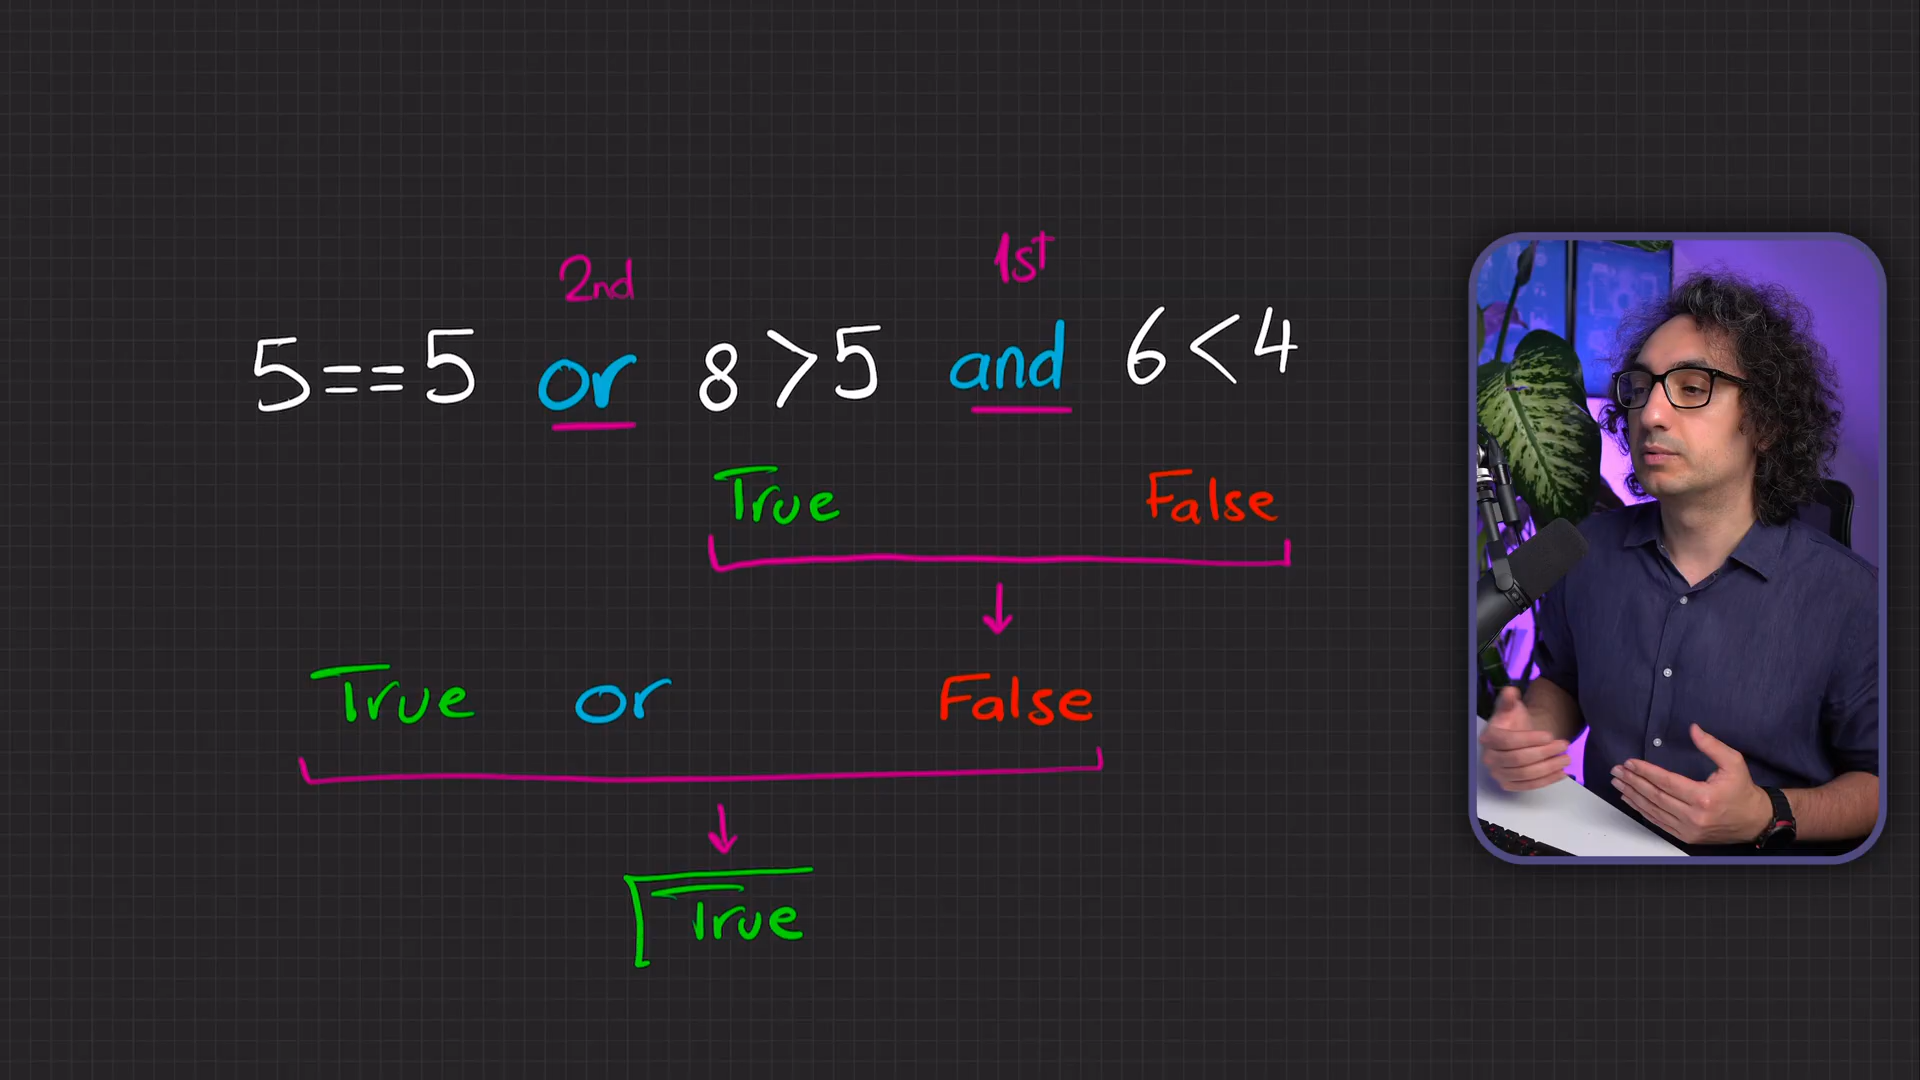 2nd 1st
5==5 or 8>5 and 6<4
True False
True or False
True